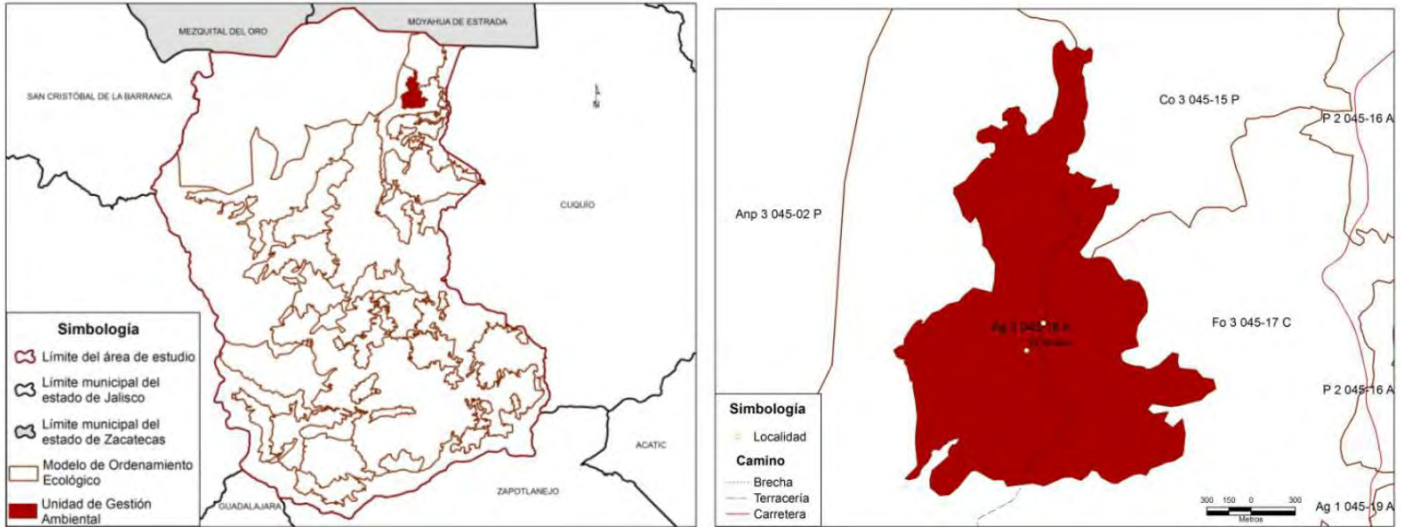 MEZQUITAL DEL ORO
MOYAHUA DE ESTRADA
SAN CRISTÓBAL DE LA BARRANCA
N
CUQUÍO
ACATIC
ZAPOTLANEJO
GUADALAJARA
Simbología
Límite del área de estudio
Límite municipal del
estado de Jalisco
Límite municipal del
estado de Zacatecas
Modelo de Ordenamiento
Ecológico
Unidad de Gestión
Ambiental
Co 3 045-15 P
P 2 045-16 A
Anp 3 045-02 P
Fo 3 045-17 C
P 2 045-16 A
Ag 1 045-19 A
Simbología
Localidad
Camino
Brecha
Terracería
Carretera
300 150 0 300
Metros